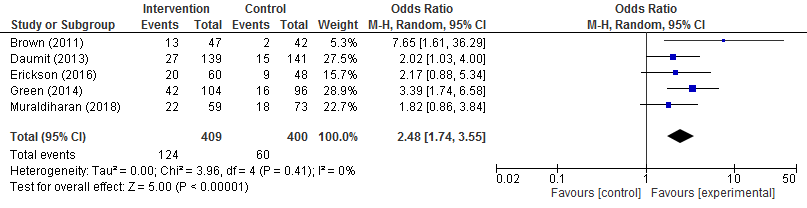 Intervention Control Odds Ratio Odds Ratio
Study or Subgroup Events Total Events Total Weight M-H, Random, 95% CI M-H, Random, 95% CI
Brown (2011) 13 47 2 42 5.3% 7.65 [1.61, 36.29]
Daumit (2013) 27 139 15 141 27.5% 2.02 [1.03, 4.00]
Erickson (2016) 20 60 9 48 15.7% 2.17 [0.88, 5.34]
Green (2014) 42 104 16 96 28.9% 3.39 [1.74, 6.58]
Muraldiharan (2018) 22 59 18 73 22.7% 1.82 [0.86, 3.84]
Total (95% CI) 409 400 100.0% 2.48 [1.74, 3.55]
Total events 124 60
Heterogeneity: Tau² = 0.00; Chi² = 3.96, df = 4 (P = 0.41); I² = 0%
Test for overall effect: Z = 5.00 (P < 0.00001)
0.02 0.1 1 10 50
Favours [control] Favours [experimental]